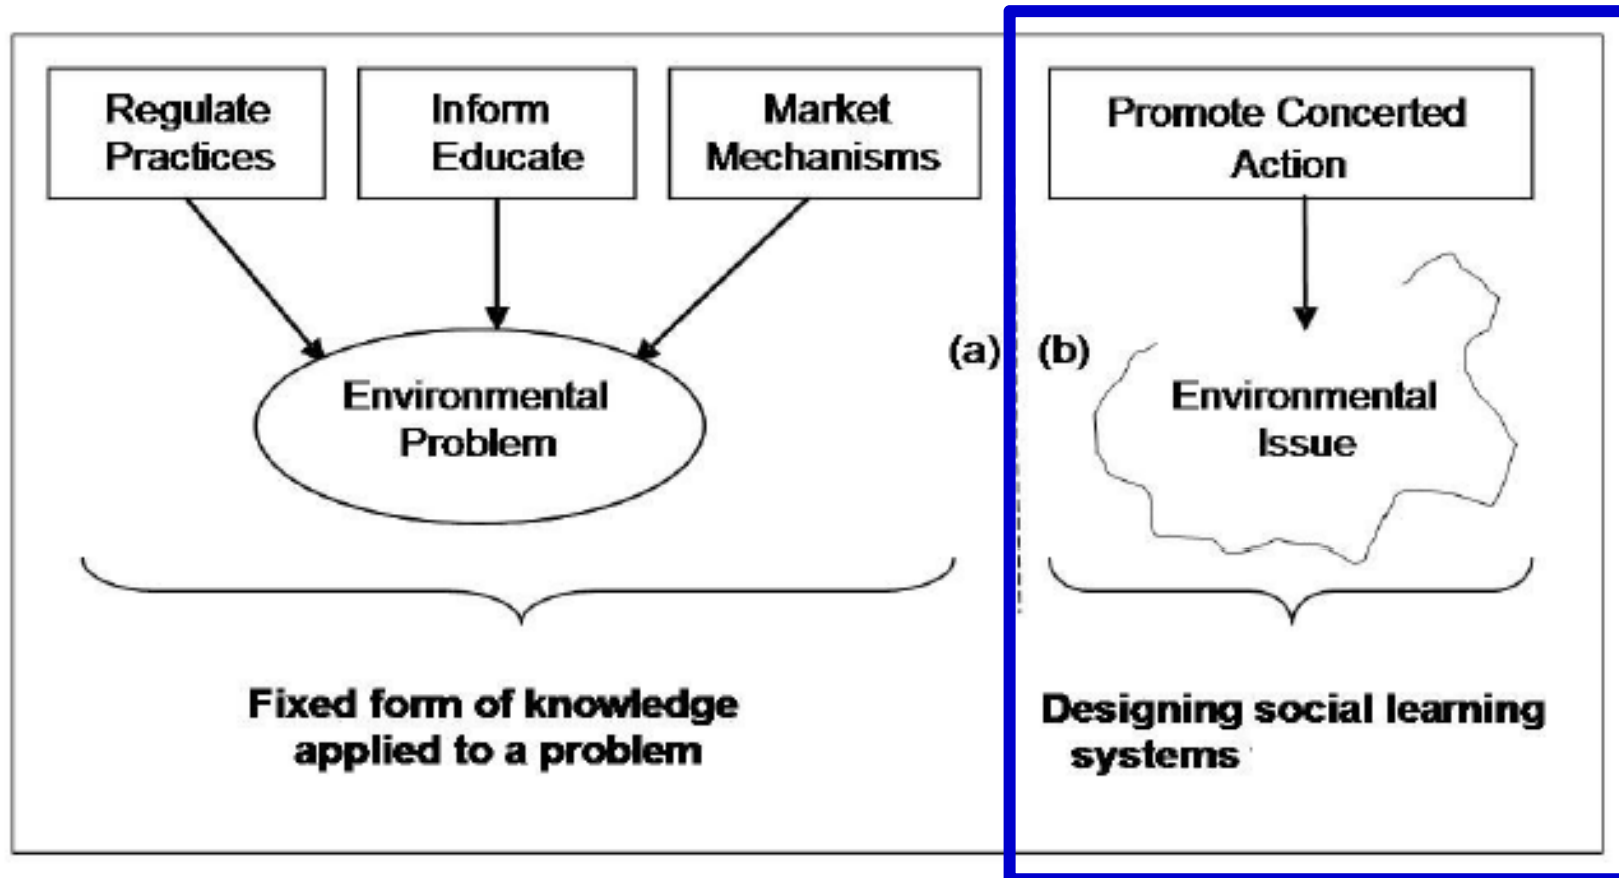 Regulate
Practices
Inform
Educate
Market
Mechanisms
Promote Concerted
Action
(a)
(b)
Environmental
Problem
Environmental
Issue
Fixed form of knowledge
applied to a problem
Designing social learning
systems